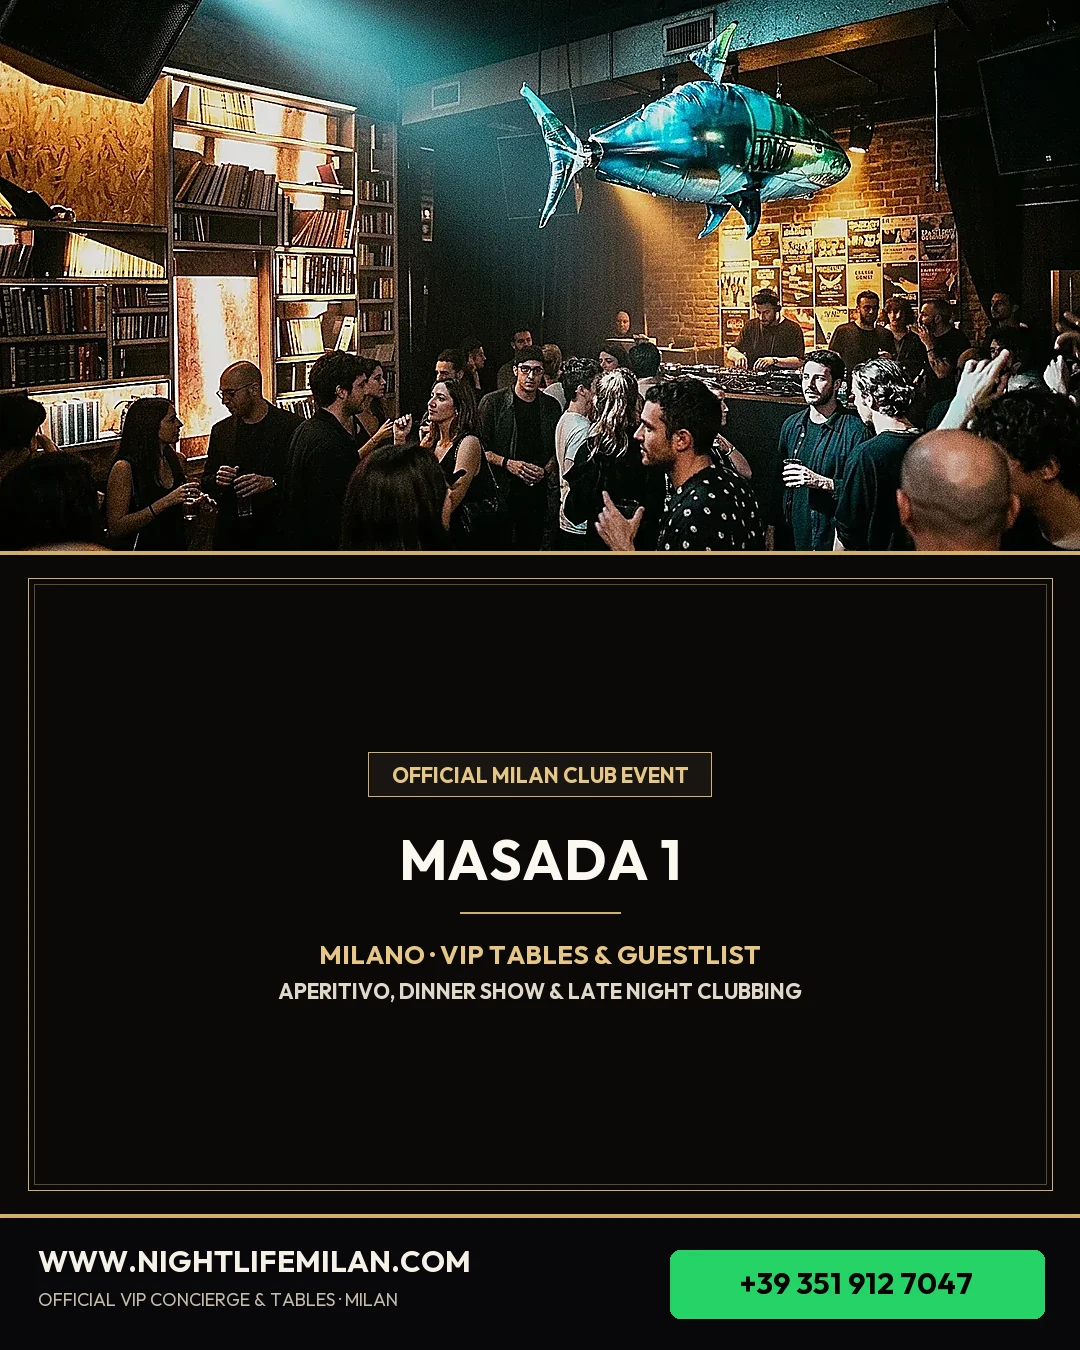 OFFICIAL MILAN CLUB EVENT
MASADA 1
MILANO · VIP TABLES & GUESTLIST
APERITIVO, DINNER SHOW & LATE NIGHT CLUBBING
WWW.NIGHTLIFEMILAN.COM
OFFICIAL VIP CONCIERGE & TABLES · MILAN
+39 351 912 7047